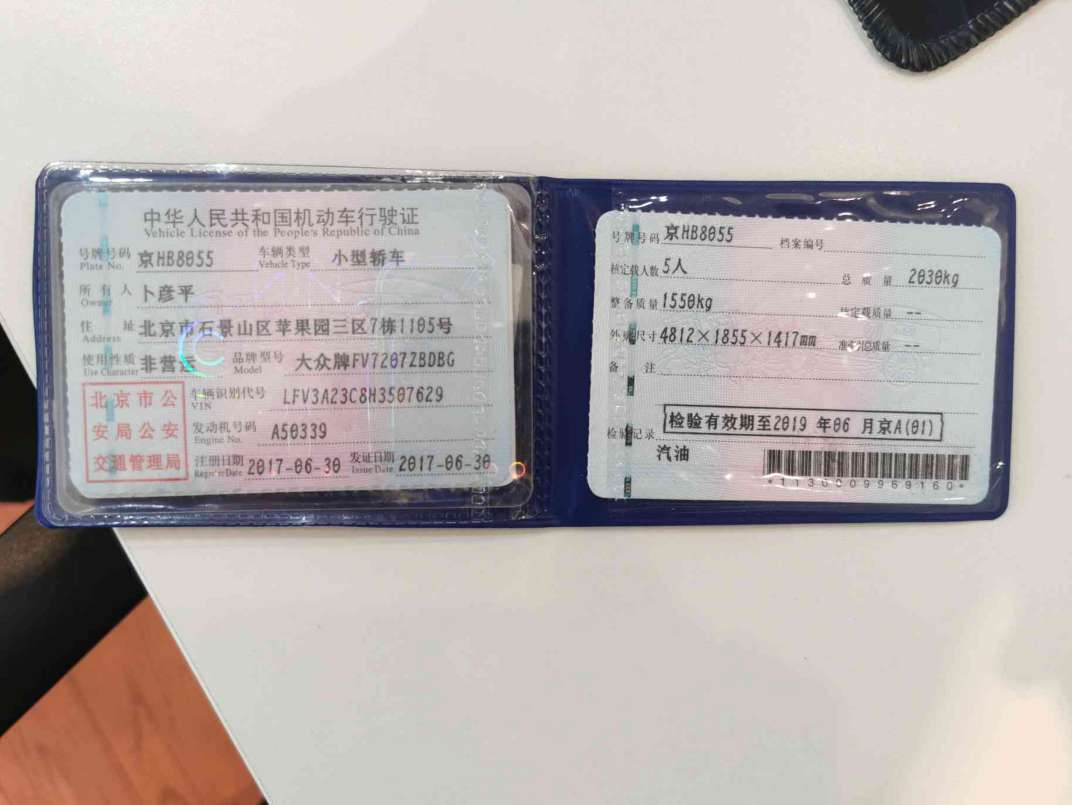 中华人民共和国机动车行驶证
Vehicle License of the People's Republic of China
号牌号码 京HB8055 车辆类型 小型轿车
Plate No. Vehicle Type
所有人 卜彦平
Owner
住址 北京市石景山区苹果园三区7栋1105号
Address
使用性质 非营运 品牌型号 大众牌FV7207ZBDBG
Use Character Model
车辆识别代号 LFV3A23C8H3507629
VIN
发动机号码 A50339
Engine No.
注册日期 2017-06-30 发证日期 2017-06-30
Register Date Issue Date
北京市公
安局公安
交通管理局
号牌号码 京HB8055 档案编号
核定载人数 5人 总质量 2030kg
整备质量 1550kg 核定载质量 --
外廓尺寸 4812×1855×1417mm 准牵引总质量 --
备注
检验有效期至2019年06月京A(01)
检验记录
汽油
*1130009969160*